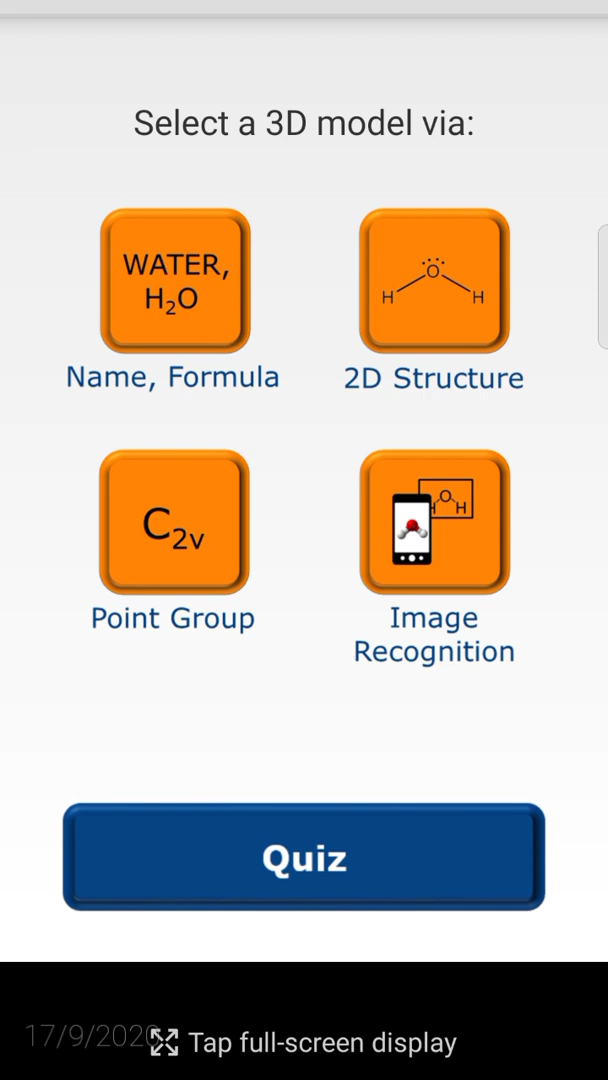 Select a 3D model via:
WATER,
H₂O
Name, Formula
O
H H
2D Structure
C₂ᵥ
Point Group
O
H
Image
Recognition
Quiz
17/9/2020
Tap full-screen display